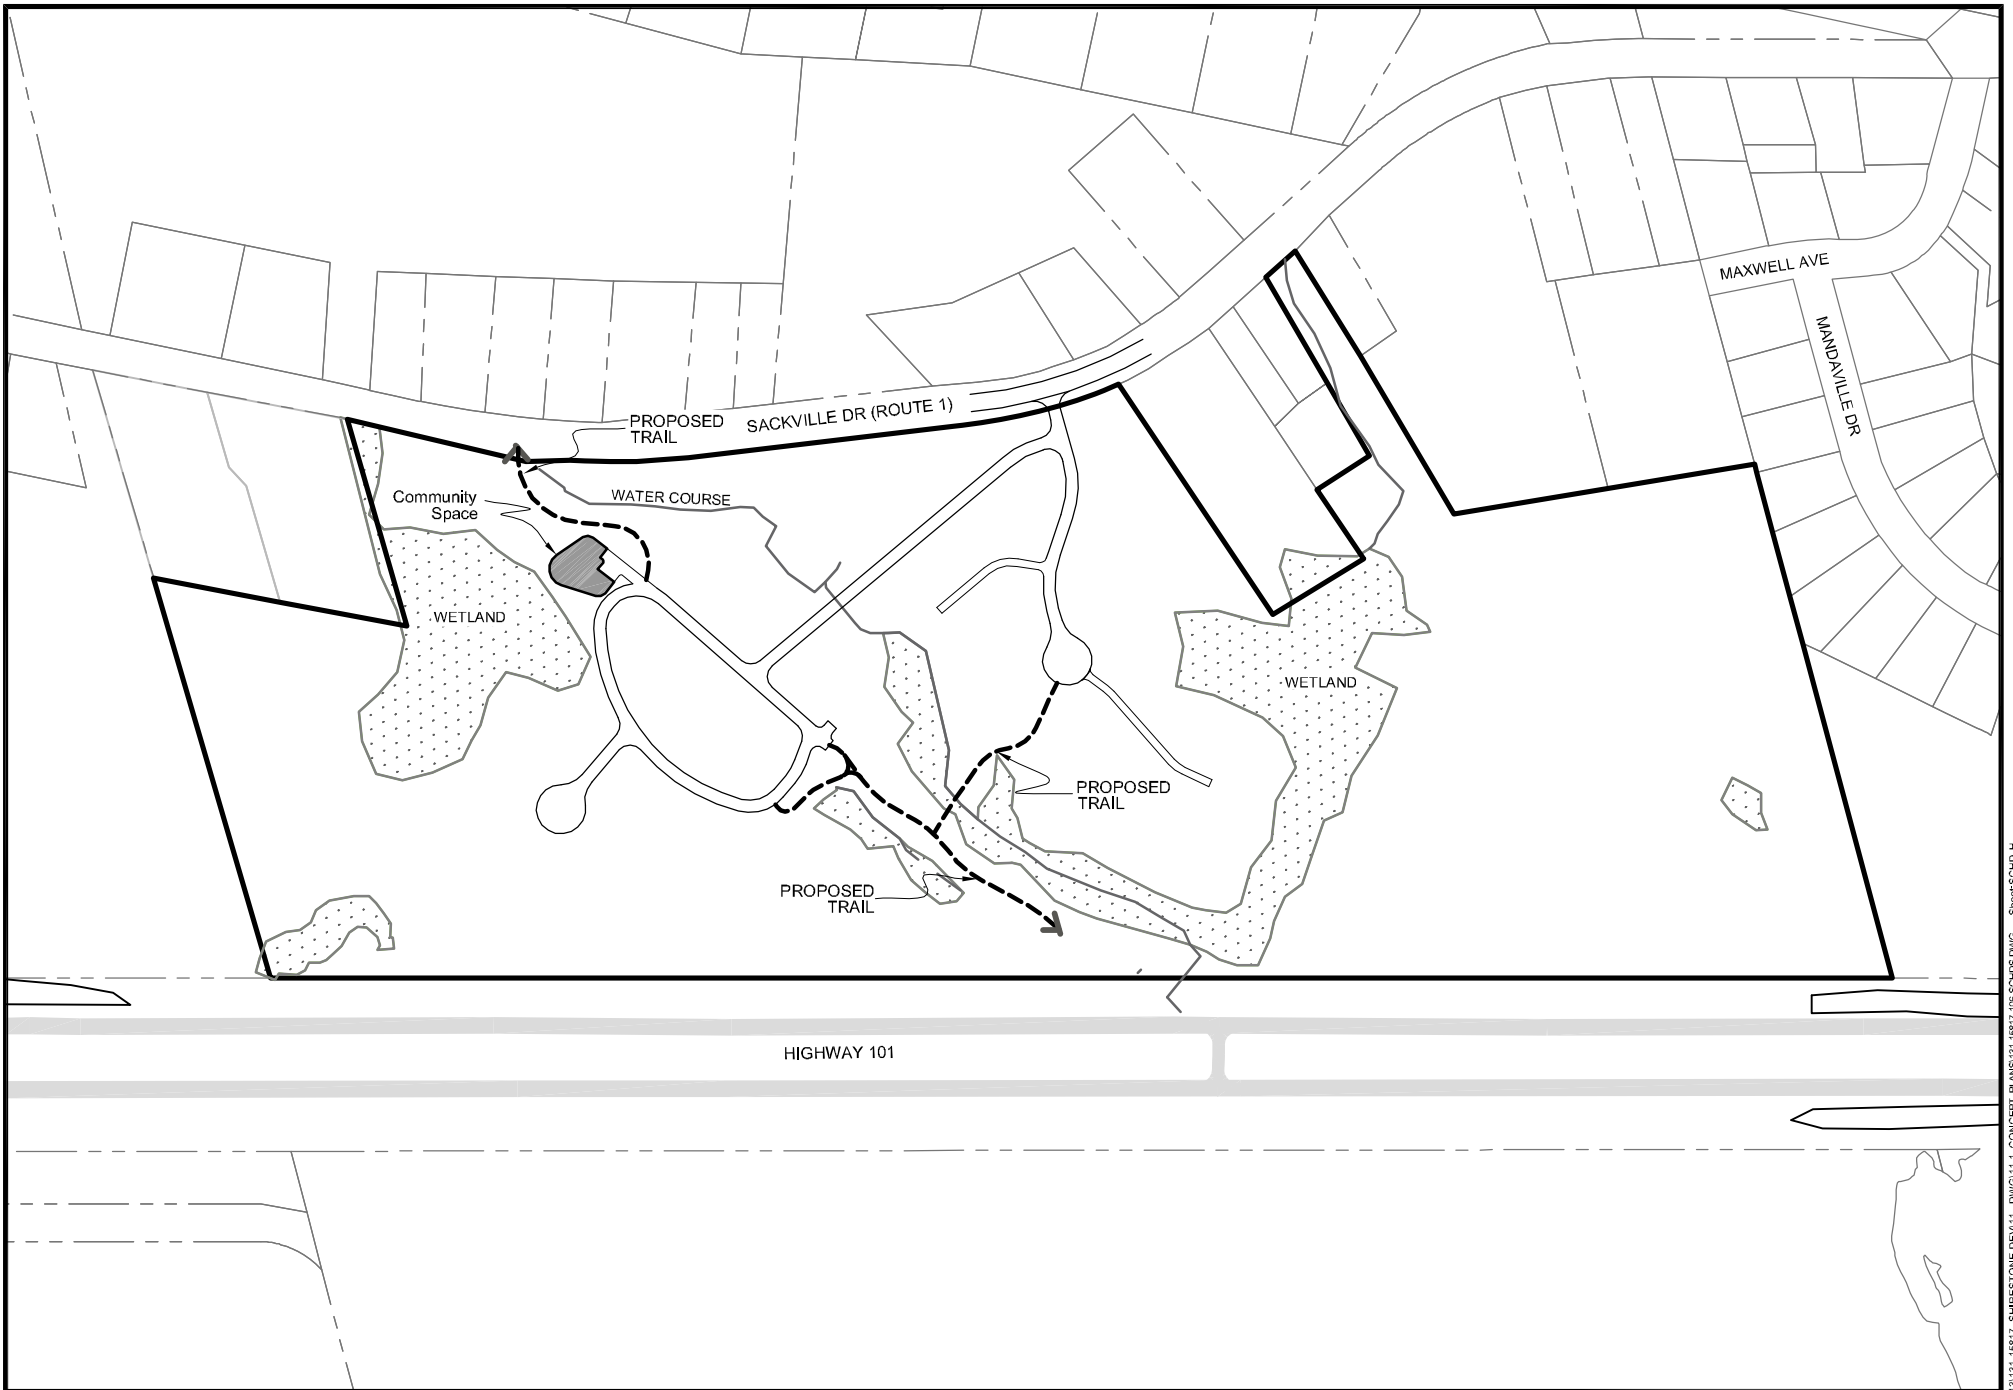 MAXWELL AVE
MANDAVILLE DR
PROPOSED
TRAIL
SACKVILLE DR (ROUTE 1)
Community
Space
WATER COURSE
WETLAND
WETLAND
PROPOSED
TRAIL
PROPOSED
TRAIL
HIGHWAY 101